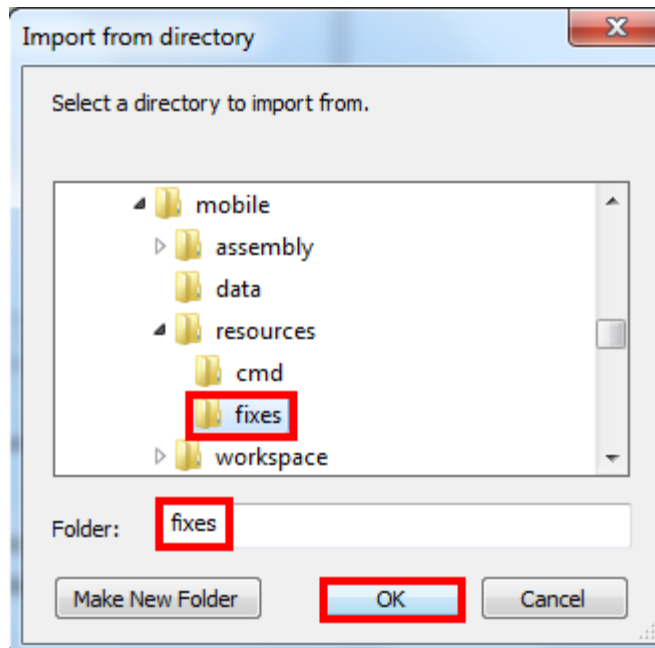 Import from directory
Select a directory to import from.
mobile
assembly
data
resources
cmd
fixes
workspace
Folder: fixes
Make New Folder OK Cancel